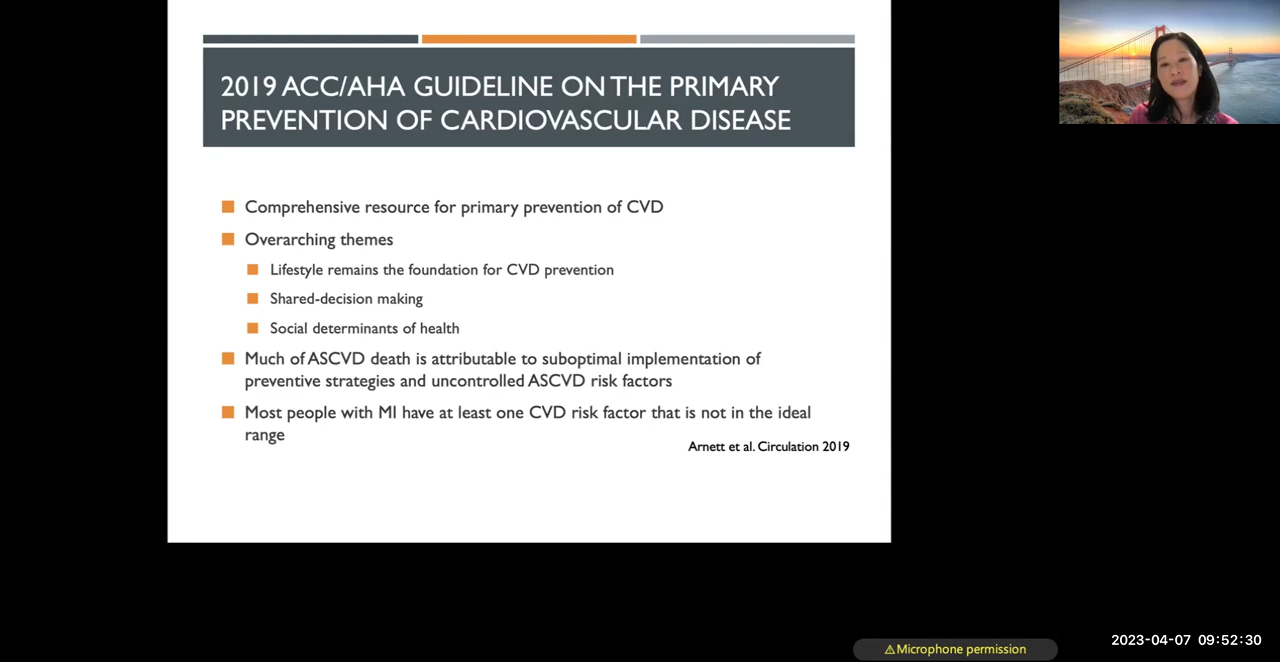 2019 ACC/AHA GUIDELINE ON THE PRIMARY
PREVENTION OF CARDIOVASCULAR DISEASE
Comprehensive resource for primary prevention of CVD
Overarching themes
Lifestyle remains the foundation for CVD prevention
Shared-decision making
Social determinants of health
Much of ASCVD death is attributable to suboptimal implementation of
preventive strategies and uncontrolled ASCVD risk factors
Most people with MI have at least one CVD risk factor that is not in the ideal
range
Arnett et al. Circulation 2019
⚠Microphone permission
2023-04-07 09:52:30